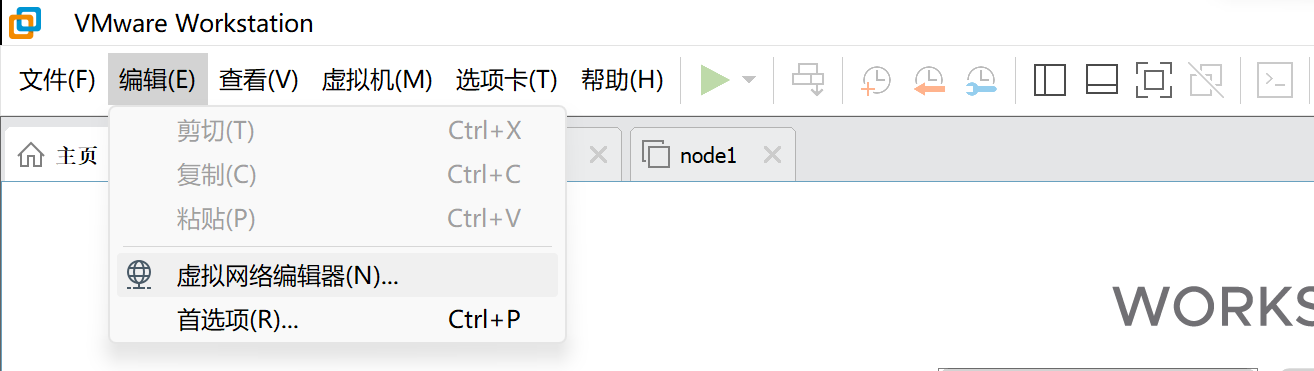 VMware Workstation
文件(F) 编辑(E) 查看(V) 虚拟机(M) 选项卡(T) 帮助(H)
主页 node1
剪切(T) Ctrl+X
复制(C) Ctrl+C
粘贴(P) Ctrl+V
虚拟网络编辑器(N)...
首选项(R)... Ctrl+P
WORKS